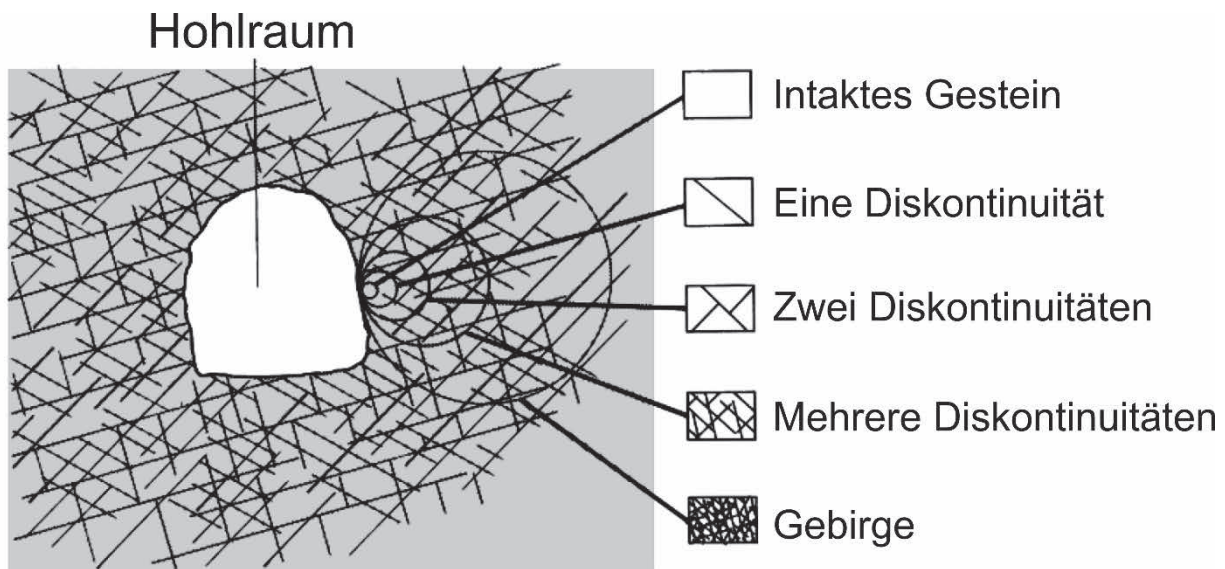 Hohlraum
Intaktes Gestein
Eine Diskontinuität
Zwei Diskontinuitäten
Mehrere Diskontinuitäten
Gebirge